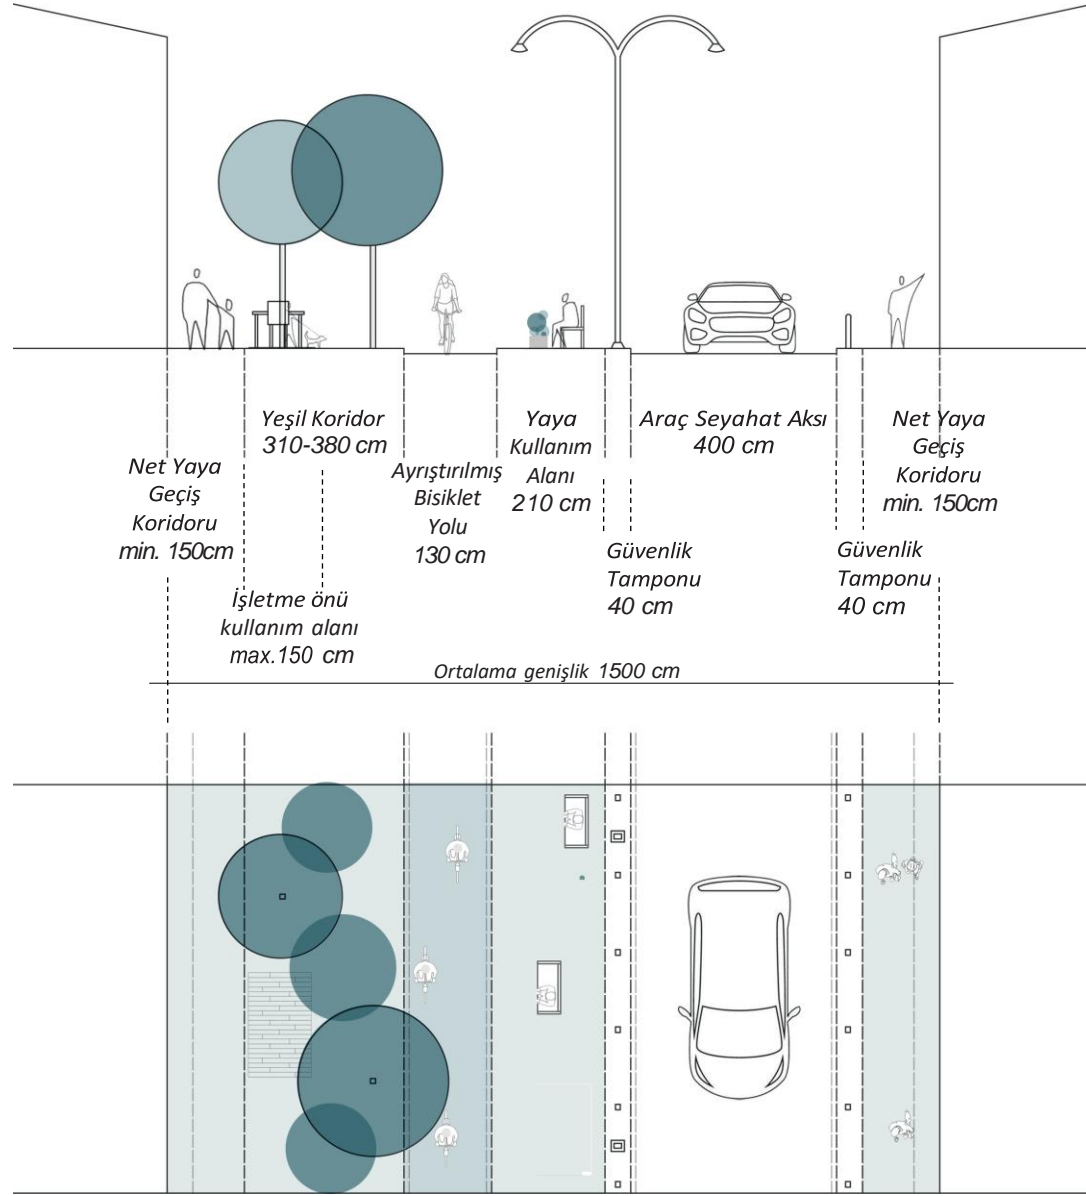 Yeşil Koridor
310-380 cm
Yaya
Kullanım
Alanı
210 cm
Araç Seyahat Aksı
400 cm
Net Yaya
Geçiş
Koridoru
min. 150cm
Net Yaya
Geçiş
Koridoru
min. 150cm
Ayrıştırılmış
Bisiklet
Yolu
130 cm
Güvenlik
Tamponu
40 cm
Güvenlik
Tamponu
40 cm
İşletme önü
kullanım alanı
max.150 cm
Ortalama genişlik 1500 cm